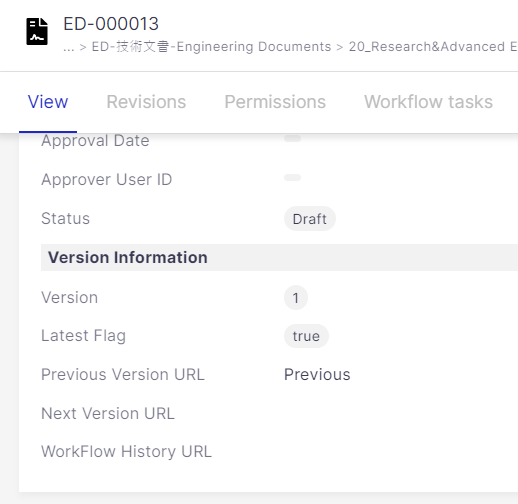 ED-000013
... > ED-技術文書-Engineering Documents > 20_Research&Advanced E
View Revisions Permissions Workflow tasks
Approval Date
Approver User ID
Status Draft
Version Information
Version 1
Latest Flag true
Previous Version URL Previous
Next Version URL
WorkFlow History URL